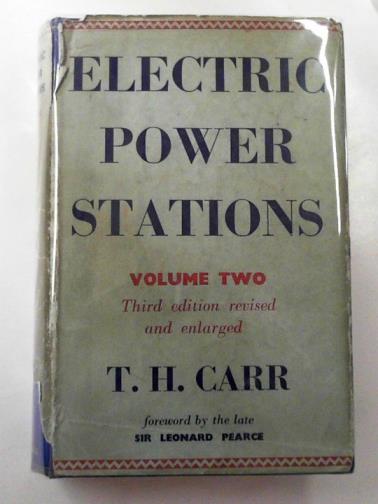 ELECTRIC
POWER
STATIONS
VOLUME TWO
Third edition revised
and enlarged
T. H. CARR
foreword by the late
SIR LEONARD PEARCE